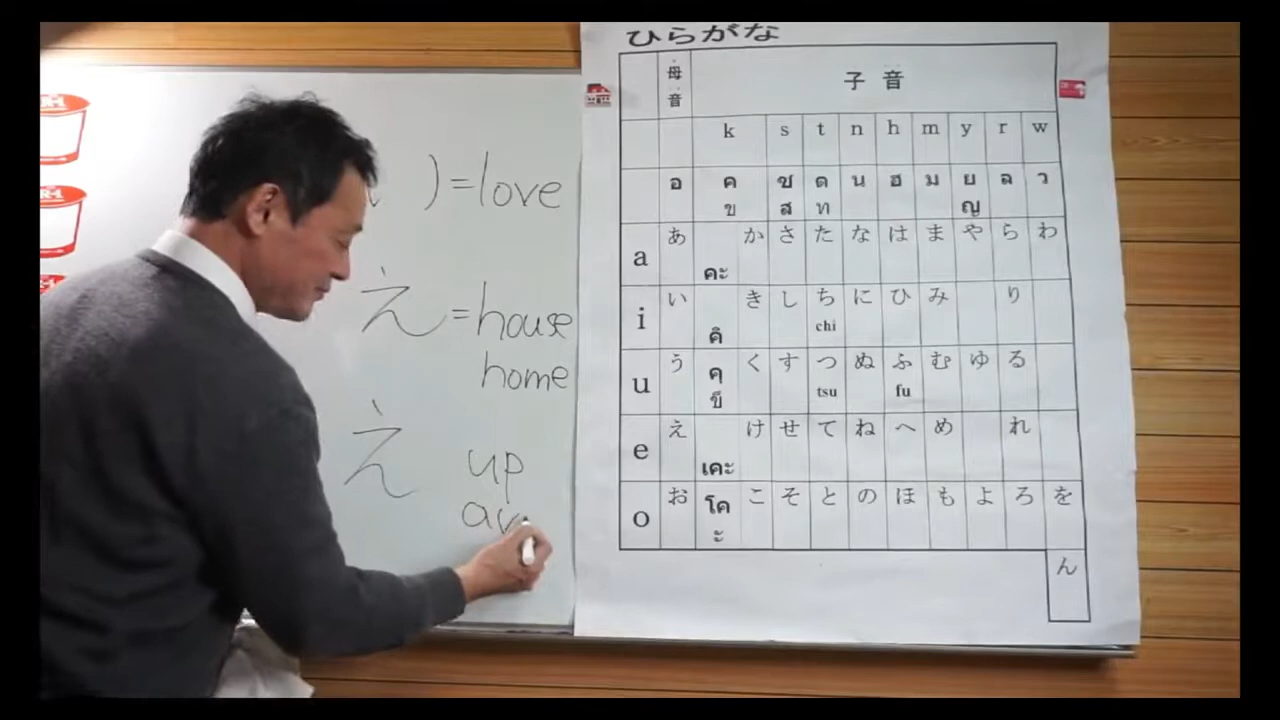 R-1
) = love
え = house
home
え up
ひらがな
母音 子音
k s t n h m y r w
อ ค ข ช ส ด ท น ฮ ม ย ญ ล ว
a あ คะ か さ た な は ま や ら わ
i い คิ き し ち chi に ひ み り
u う คุ ขึ く す つ tsu ぬ ふ fu む ゆ る
e え เคะ け せ て ね へ め れ
o お โคะ こ そ と の ほ も よ ろ を
ん